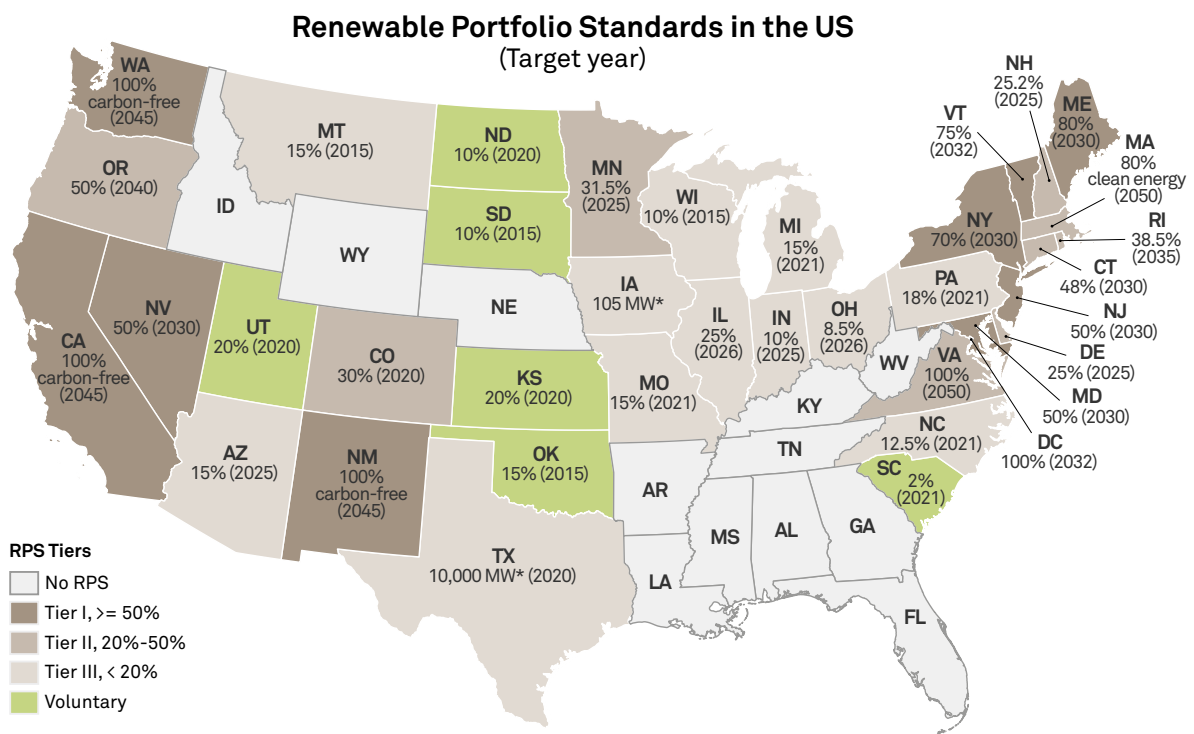 Renewable Portfolio Standards in the US
(Target year)
WA
100%
carbon-free
(2045)
OR
50% (2040)
MT
15% (2015)
ID
WY
ND
10% (2020)
SD
10% (2015)
NE
MN
31.5%
(2025)
WI
10% (2015)
MI
15%
(2021)
IA
105 MW*
NV
50% (2030)
CA
100%
carbon-free
(2045)
UT
20% (2020)
CO
30% (2020)
KS
20% (2020)
MO
15% (2021)
IL
25%
(2026)
IN
10%
(2025)
OH
8.5%
(2026)
PA
18% (2021)
NY
70% (2030)
VT
75%
(2032)
NH
25.2%
(2025)
ME
80%
(2030)
MA
80%
clean energy
(2050)
RI
38.5%
(2035)
CT
48% (2030)
NJ
50% (2030)
DE
25% (2025)
MD
50% (2030)
DC
100% (2032)
WV
VA
100%
(2050)
KY
NC
12.5% (2021)
TN
SC 2%
(2021)
AZ
15% (2025)
NM
100%
carbon-free
(2045)
OK
15% (2015)
AR
TX
10,000 MW* (2020)
LA
MS
AL
GA
FL
RPS Tiers
No RPS
Tier I, >= 50%
Tier II, 20%-50%
Tier III, < 20%
Voluntary